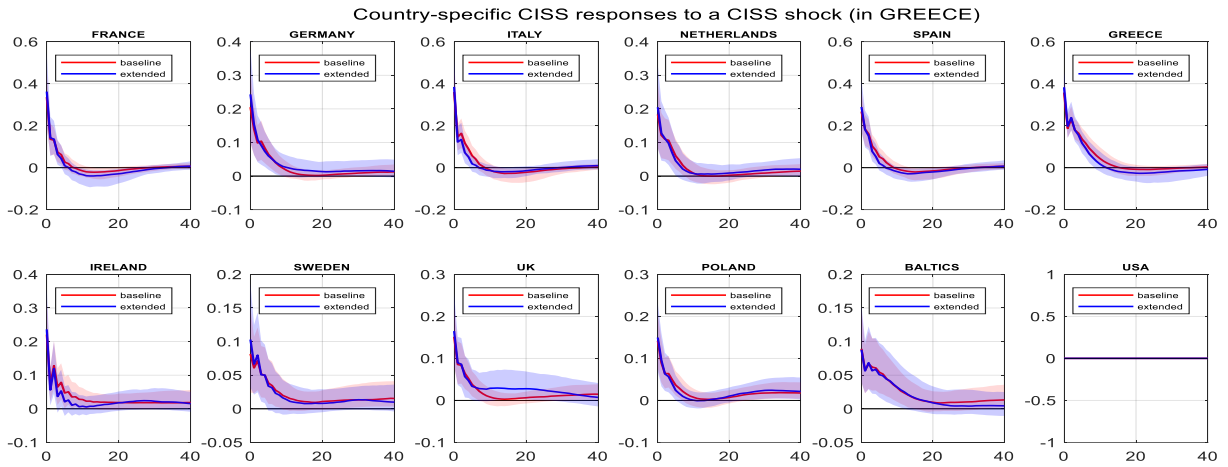 Country-specific CISS responses to a CISS shock (in GREECE)
FRANCE GERMANY ITALY NETHERLANDS SPAIN GREECE
0.6 0.4 0.6 0.4 0.6 0.6
baseline baseline baseline baseline baseline baseline
extended extended extended extended extended extended
0.4 0.3 0.4 0.3 0.4 0.4
0.2 0.2 0.2 0.2 0.2 0.2
0.1 0.1
0 0 0 0 0 0
-0.2 -0.1 -0.2 -0.1 -0.2 -0.2
0 20 40 0 20 40 0 20 40 0 20 40 0 20 40 0 20 40
IRELAND SWEDEN UK POLAND BALTICS USA
0.4 0.2 0.3 0.3 0.2 1
baseline baseline baseline baseline baseline baseline
extended extended extended extended extended extended
0.3 0.15 0.2 0.2 0.15 0.5
0.2 0.1 0.1 0.1 0.1 0
0.1 0.05 0 0 0.05 -0.5
0 0 0
-0.1 -0.05 -0.1 -0.1 -0.05 -1
0 20 40 0 20 40 0 20 40 0 20 40 0 20 40 0 20 40